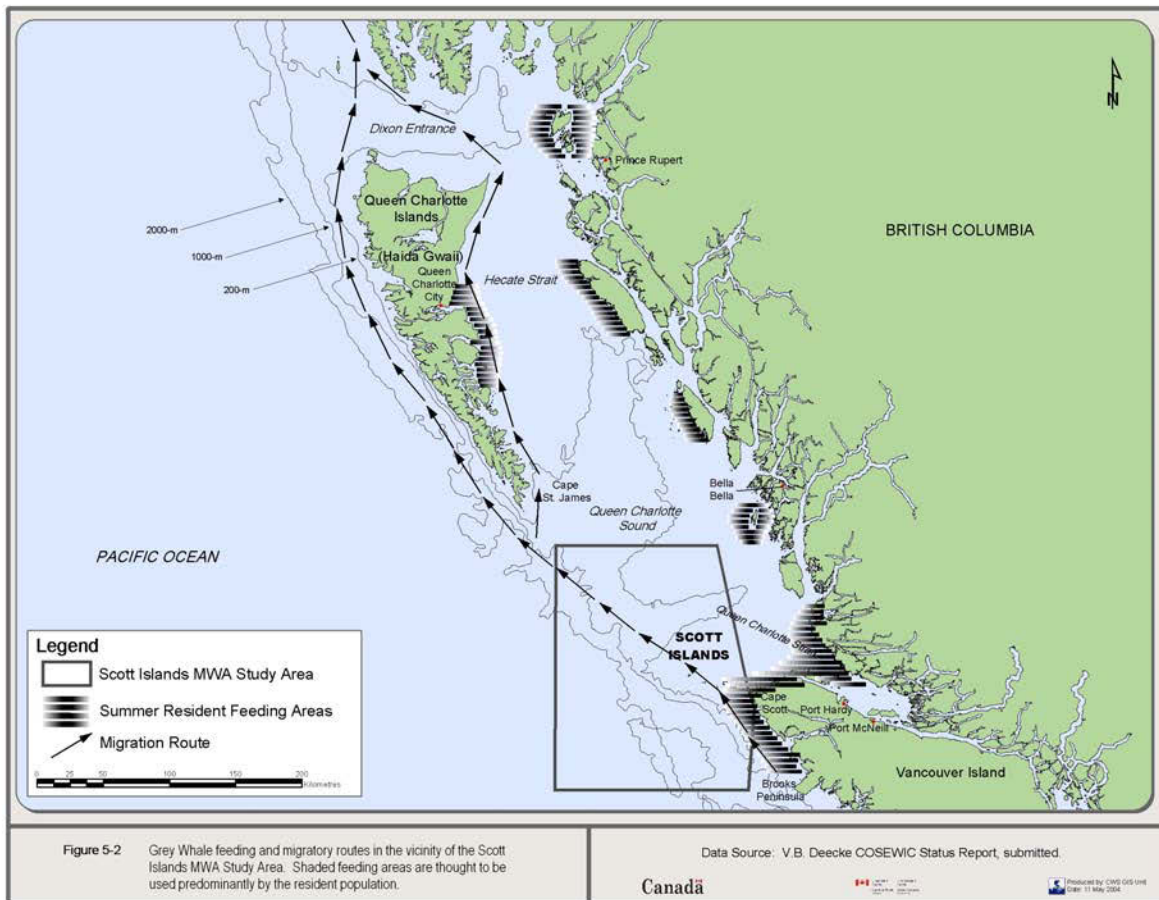 N
Dixon Entrance
Prince Rupert
Queen Charlotte
Islands
2000-m
BRITISH COLUMBIA
(Haida Gwaii)
1000-m
Queen
Charlotte
City
Hecate Strait
200-m
Cape
St. James
Bella
Bella
Queen Charlotte
Sound
PACIFIC OCEAN
Queen Charlotte Strait
SCOTT
ISLANDS
Legend
Scott Islands MWA Study Area
Summer Resident Feeding Areas
Migration Route
0 25 50 100 150 200
Kilometres
Cape
Scott
Port Hardy
Port McNeill
Vancouver Island
Brooks
Peninsula
Figure 5-2 Grey Whale feeding and migratory routes in the vicinity of the Scott
Islands MWA Study Area. Shaded feeding areas are thought to
be used predominantly by the resident population.
Data Source: V.B. Deecke COSEWIC Status Report, submitted.
Canada
Produced by: CWS GIS Unit
Date: 11 May 2004